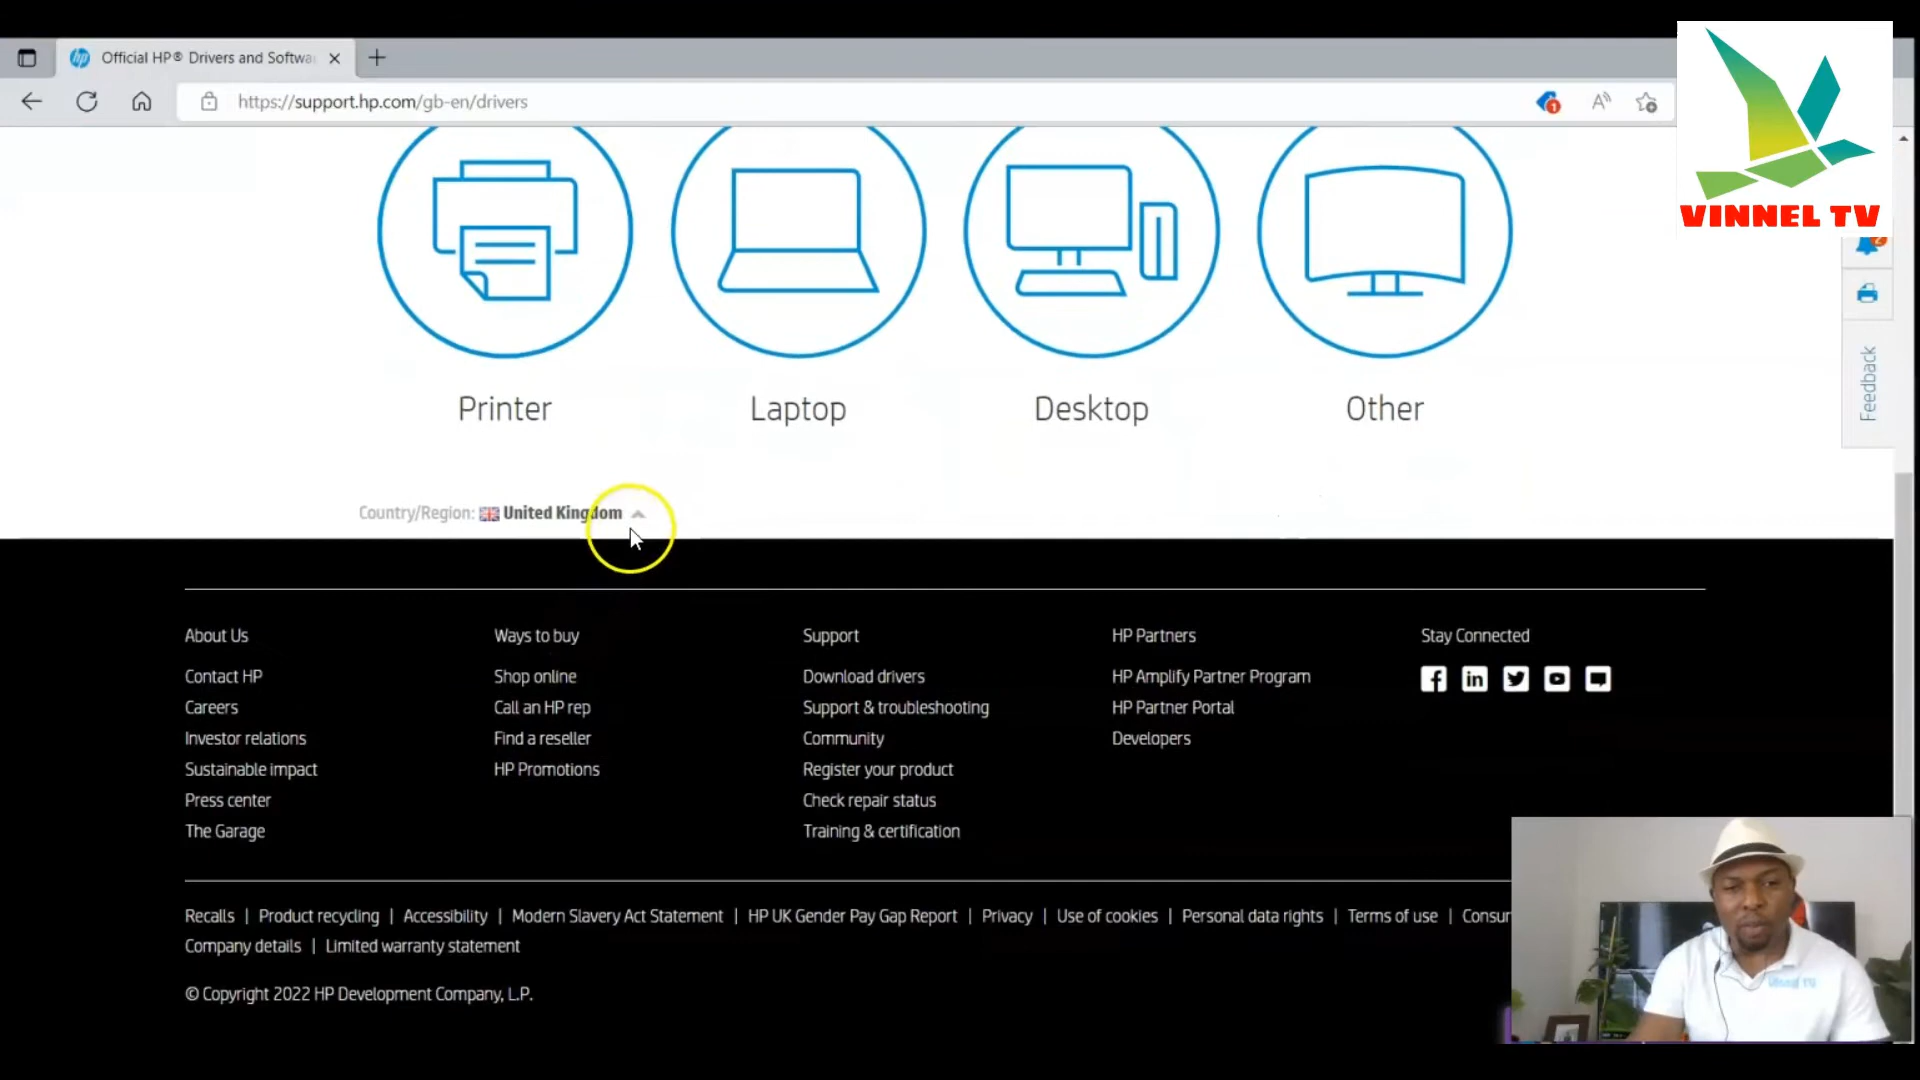 Official HP® Drivers and Softwa
https://support.hp.com/gb-en/drivers
VINNEL TV
Feedback
Printer
Laptop
Desktop
Other
Country/Region: United Kingdom
About Us
Contact HP
Careers
Investor relations
Sustainable impact
Press center
The Garage
Ways to buy
Shop online
Call an HP rep
Find a reseller
HP Promotions
Support
Download drivers
Support & troubleshooting
Community
Register your product
Check repair status
Training & certification
HP Partners
HP Amplify Partner Program
HP Partner Portal
Developers
Stay Connected
Recalls | Product recycling | Accessibility | Modern Slavery Act Statement | HP UK Gender Pay Gap Report | Privacy | Use of cookies | Personal data rights | Terms of use | Consur
Company details | Limited warranty statement
© Copyright 2022 HP Development Company, L.P.
Vinnel TV